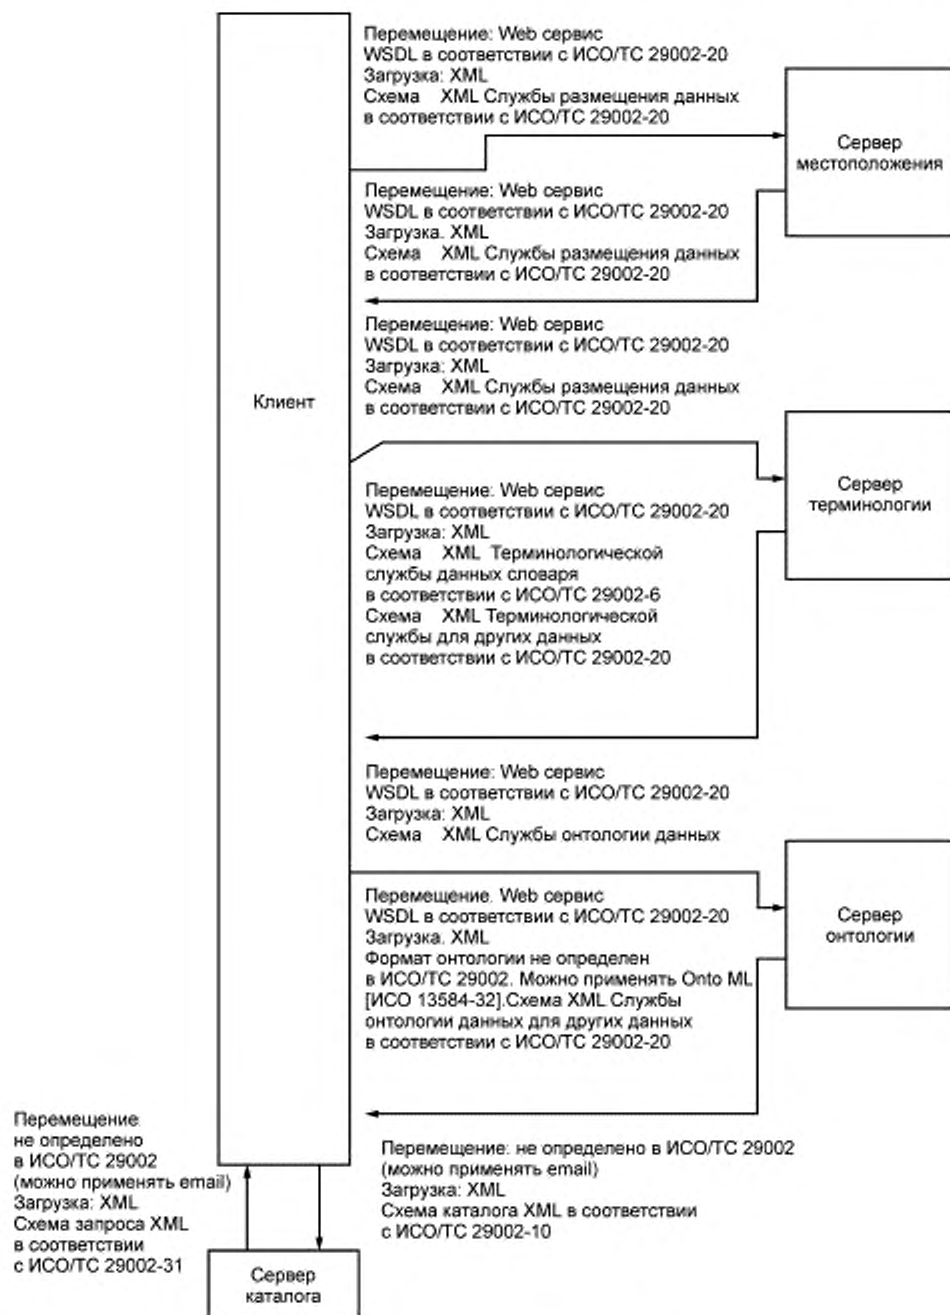 Перемещение: Web сервис
WSDL в соответствии с ИСО/ТС 29002-20
Загрузка: XML
Схема XML Службы размещения данных
в соответствии с ИСО/ТС 29002-20
Сервер
местоположения
Перемещение: Web сервис
WSDL в соответствии с ИСО/ТС 29002-20
Загрузка. XML
Схема XML Службы размещения данных
в соответствии с ИСО/ТС 29002-20
Перемещение: Web сервис
WSDL в соответствии с ИСО/ТС 29002-20
Загрузка: XML
Схема XML Службы размещения данных
в соответствии с ИСО/ТС 29002-20
Клиент
Сервер
терминологии
Перемещение: Web сервис
WSDL в соответствии с ИСО/ТС 29002-20
Загрузка: XML
Схема XML Терминологической
службы данных словаря
в соответствии с ИСО/ТС 29002-6
Схема XML Терминологической
службы для других данных
в соответствии с ИСО/ТС 29002-20
Перемещение: Web сервис
WSDL в соответствии с ИСО/ТС 29002-20
Загрузка: XML
Схема XML Службы онтологии данных
Сервер
онтологии
Перемещение. Web сервис
WSDL в соответствии с ИСО/ТС 29002-20
Загрузка. XML
Формат онтологии не определен
в ИСО/ТС 29002. Можно применять Onto ML
[ИСО 13584-32].Схема XML Службы
онтологии данных для других данных
в соответствии с ИСО/ТС 29002-20
Перемещение
не определено
в ИСО/ТС 29002
(можно применять email)
Загрузка: XML
Схема запроса XML
в соответствии
с ИСО/ТС 29002-31
Перемещение: не определено в ИСО/ТС 29002
(можно применять email)
Загрузка: XML
Схема каталога XML в соответствии
с ИСО/ТС 29002-10
Сервер
каталога